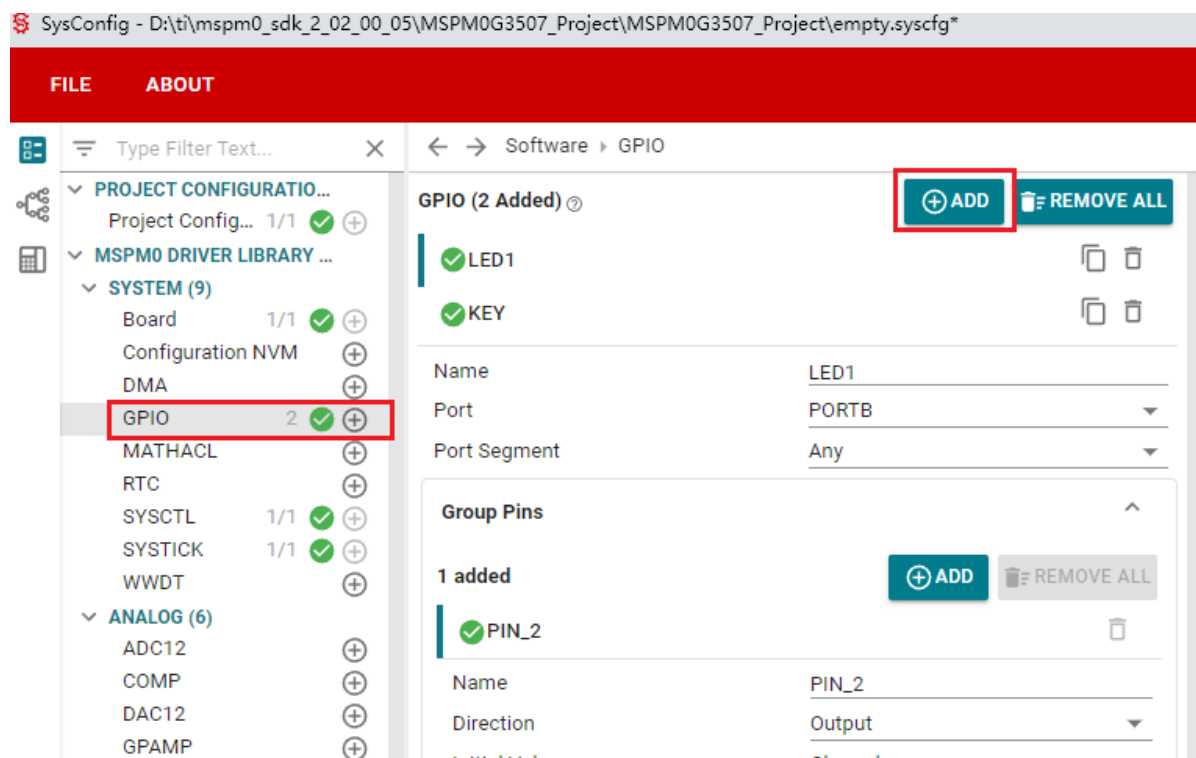 SysConfig - D:\ti\mspm0_sdk_2_02_00_05\MSPM0G3507_Project\MSPM0G3507_Project\empty.syscfg*
FILE ABOUT
Type Filter Text...
PROJECT CONFIGURATIO...
Project Config... 1/1
MSPM0 DRIVER LIBRARY ...
SYSTEM (9)
Board 1/1
Configuration NVM
DMA
GPIO 2
MATHACL
RTC
SYSCTL 1/1
SYSTICK 1/1
WWDT
ANALOG (6)
ADC12
COMP
DAC12
GPAMP
Software GPIO
GPIO (2 Added) ADD REMOVE ALL
LED1
KEY
Name LED1
Port PORTB
Port Segment Any
Group Pins
1 added ADD REMOVE ALL
PIN_2
Name PIN_2
Direction Output